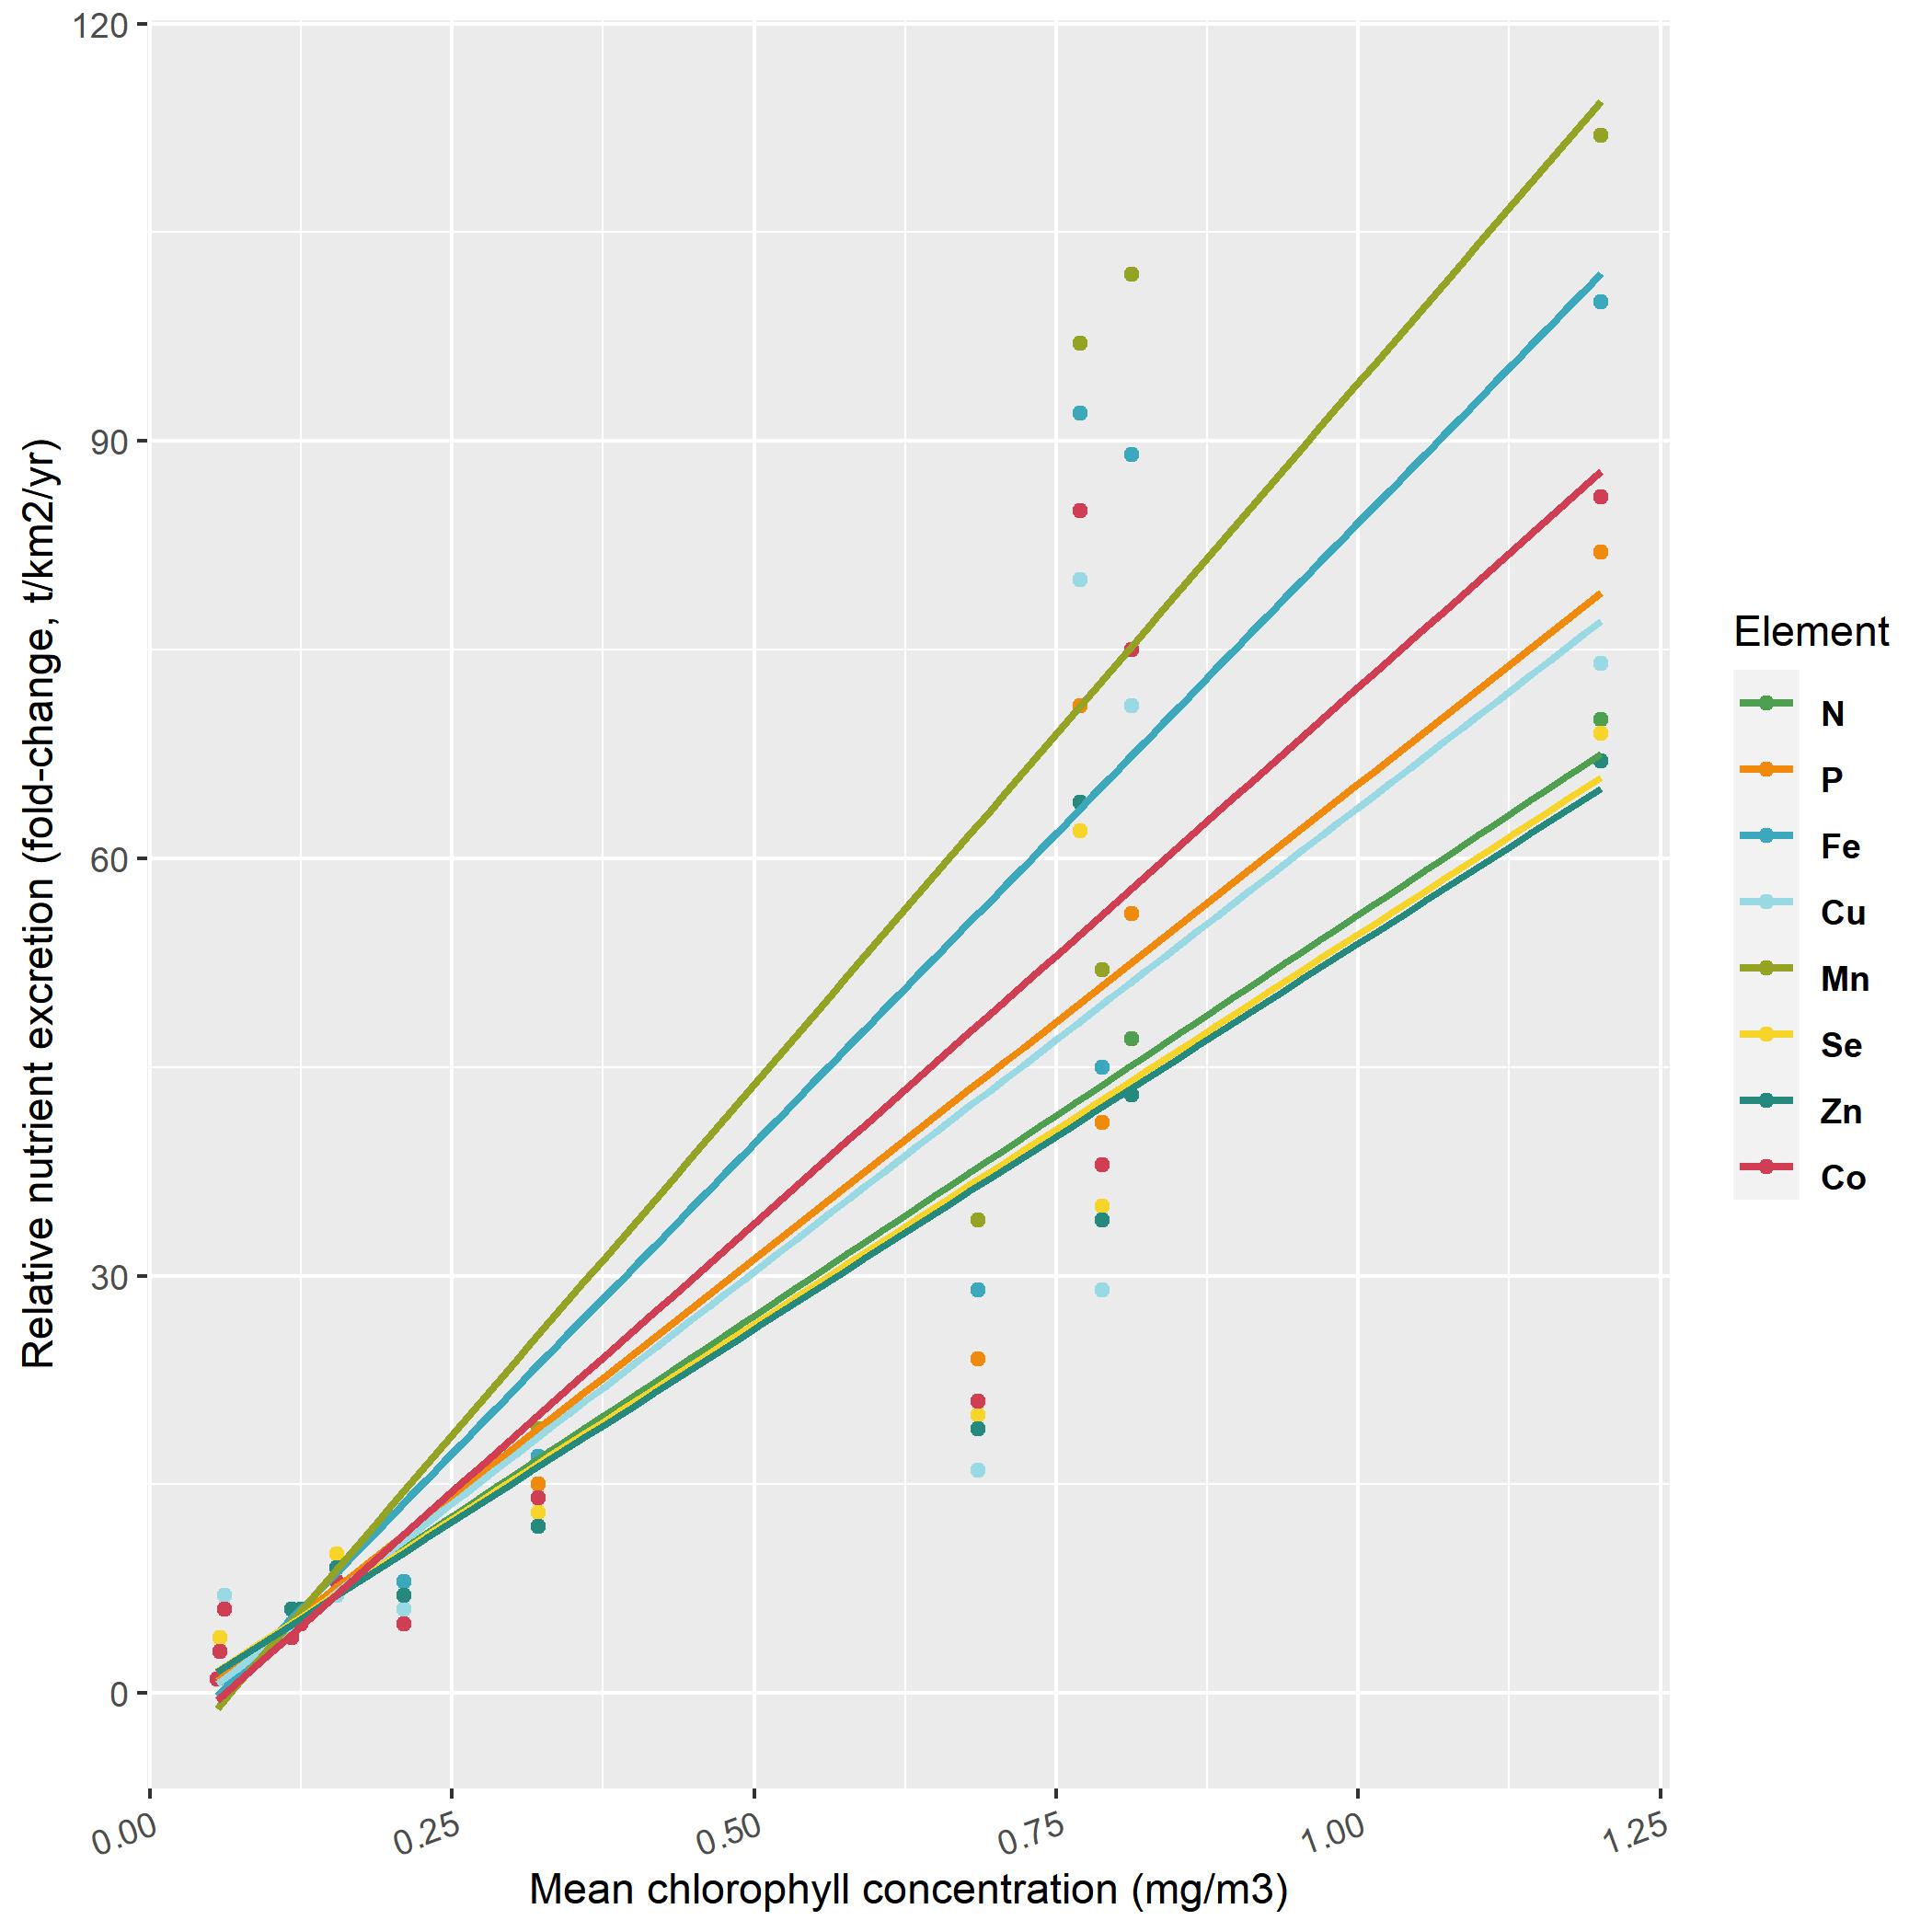 Relative nutrient excretion (fold-change, t/km2/yr)
120
90
60
30
0
0.00
0.25
0.50
0.75
1.00
1.25
Mean chlorophyll concentration (mg/m3)
Element
N
P
Fe
Cu
Mn
Se
Zn
Co